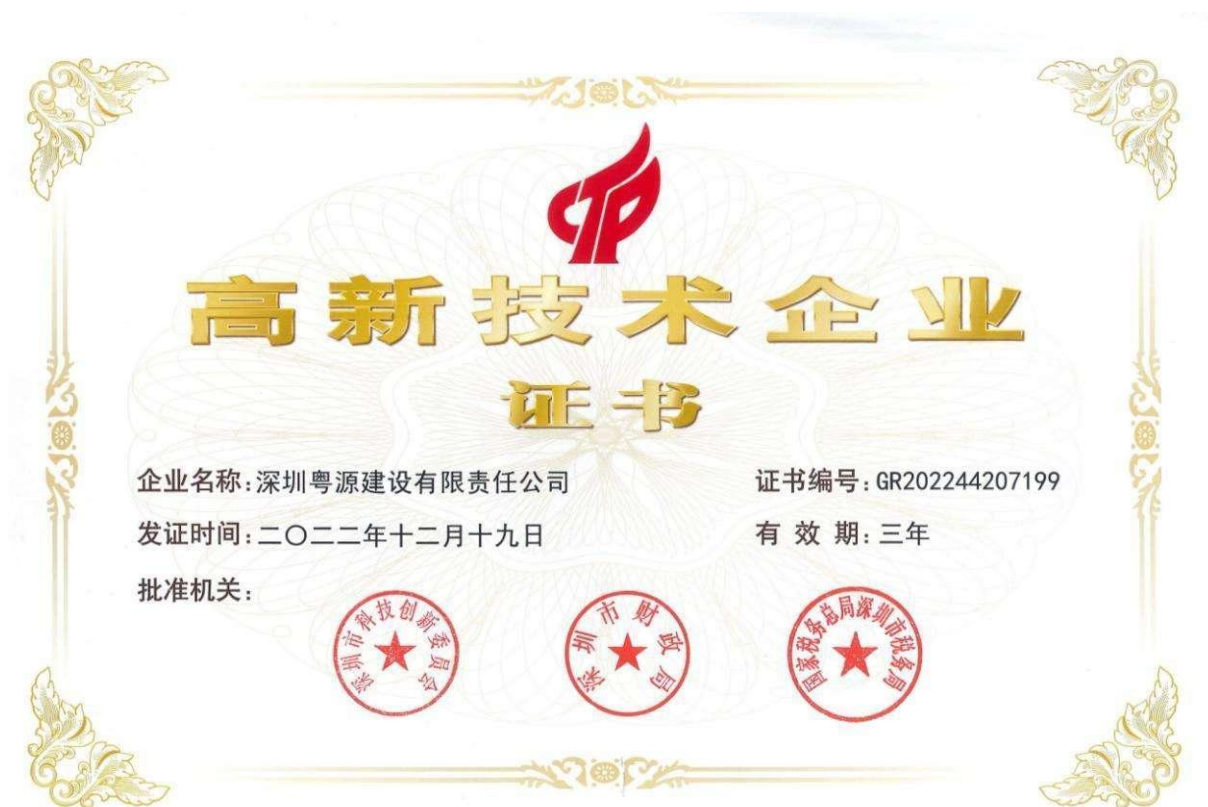 高新技术企业
证书
企业名称:深圳粤源建设有限责任公司
证书编号:GR202244207199
发证时间:二〇二二年十二月十九日
有 效 期:三年
批准机关:
深圳市科技创新委员会
深圳市财政局
国家税务总局深圳市税务局